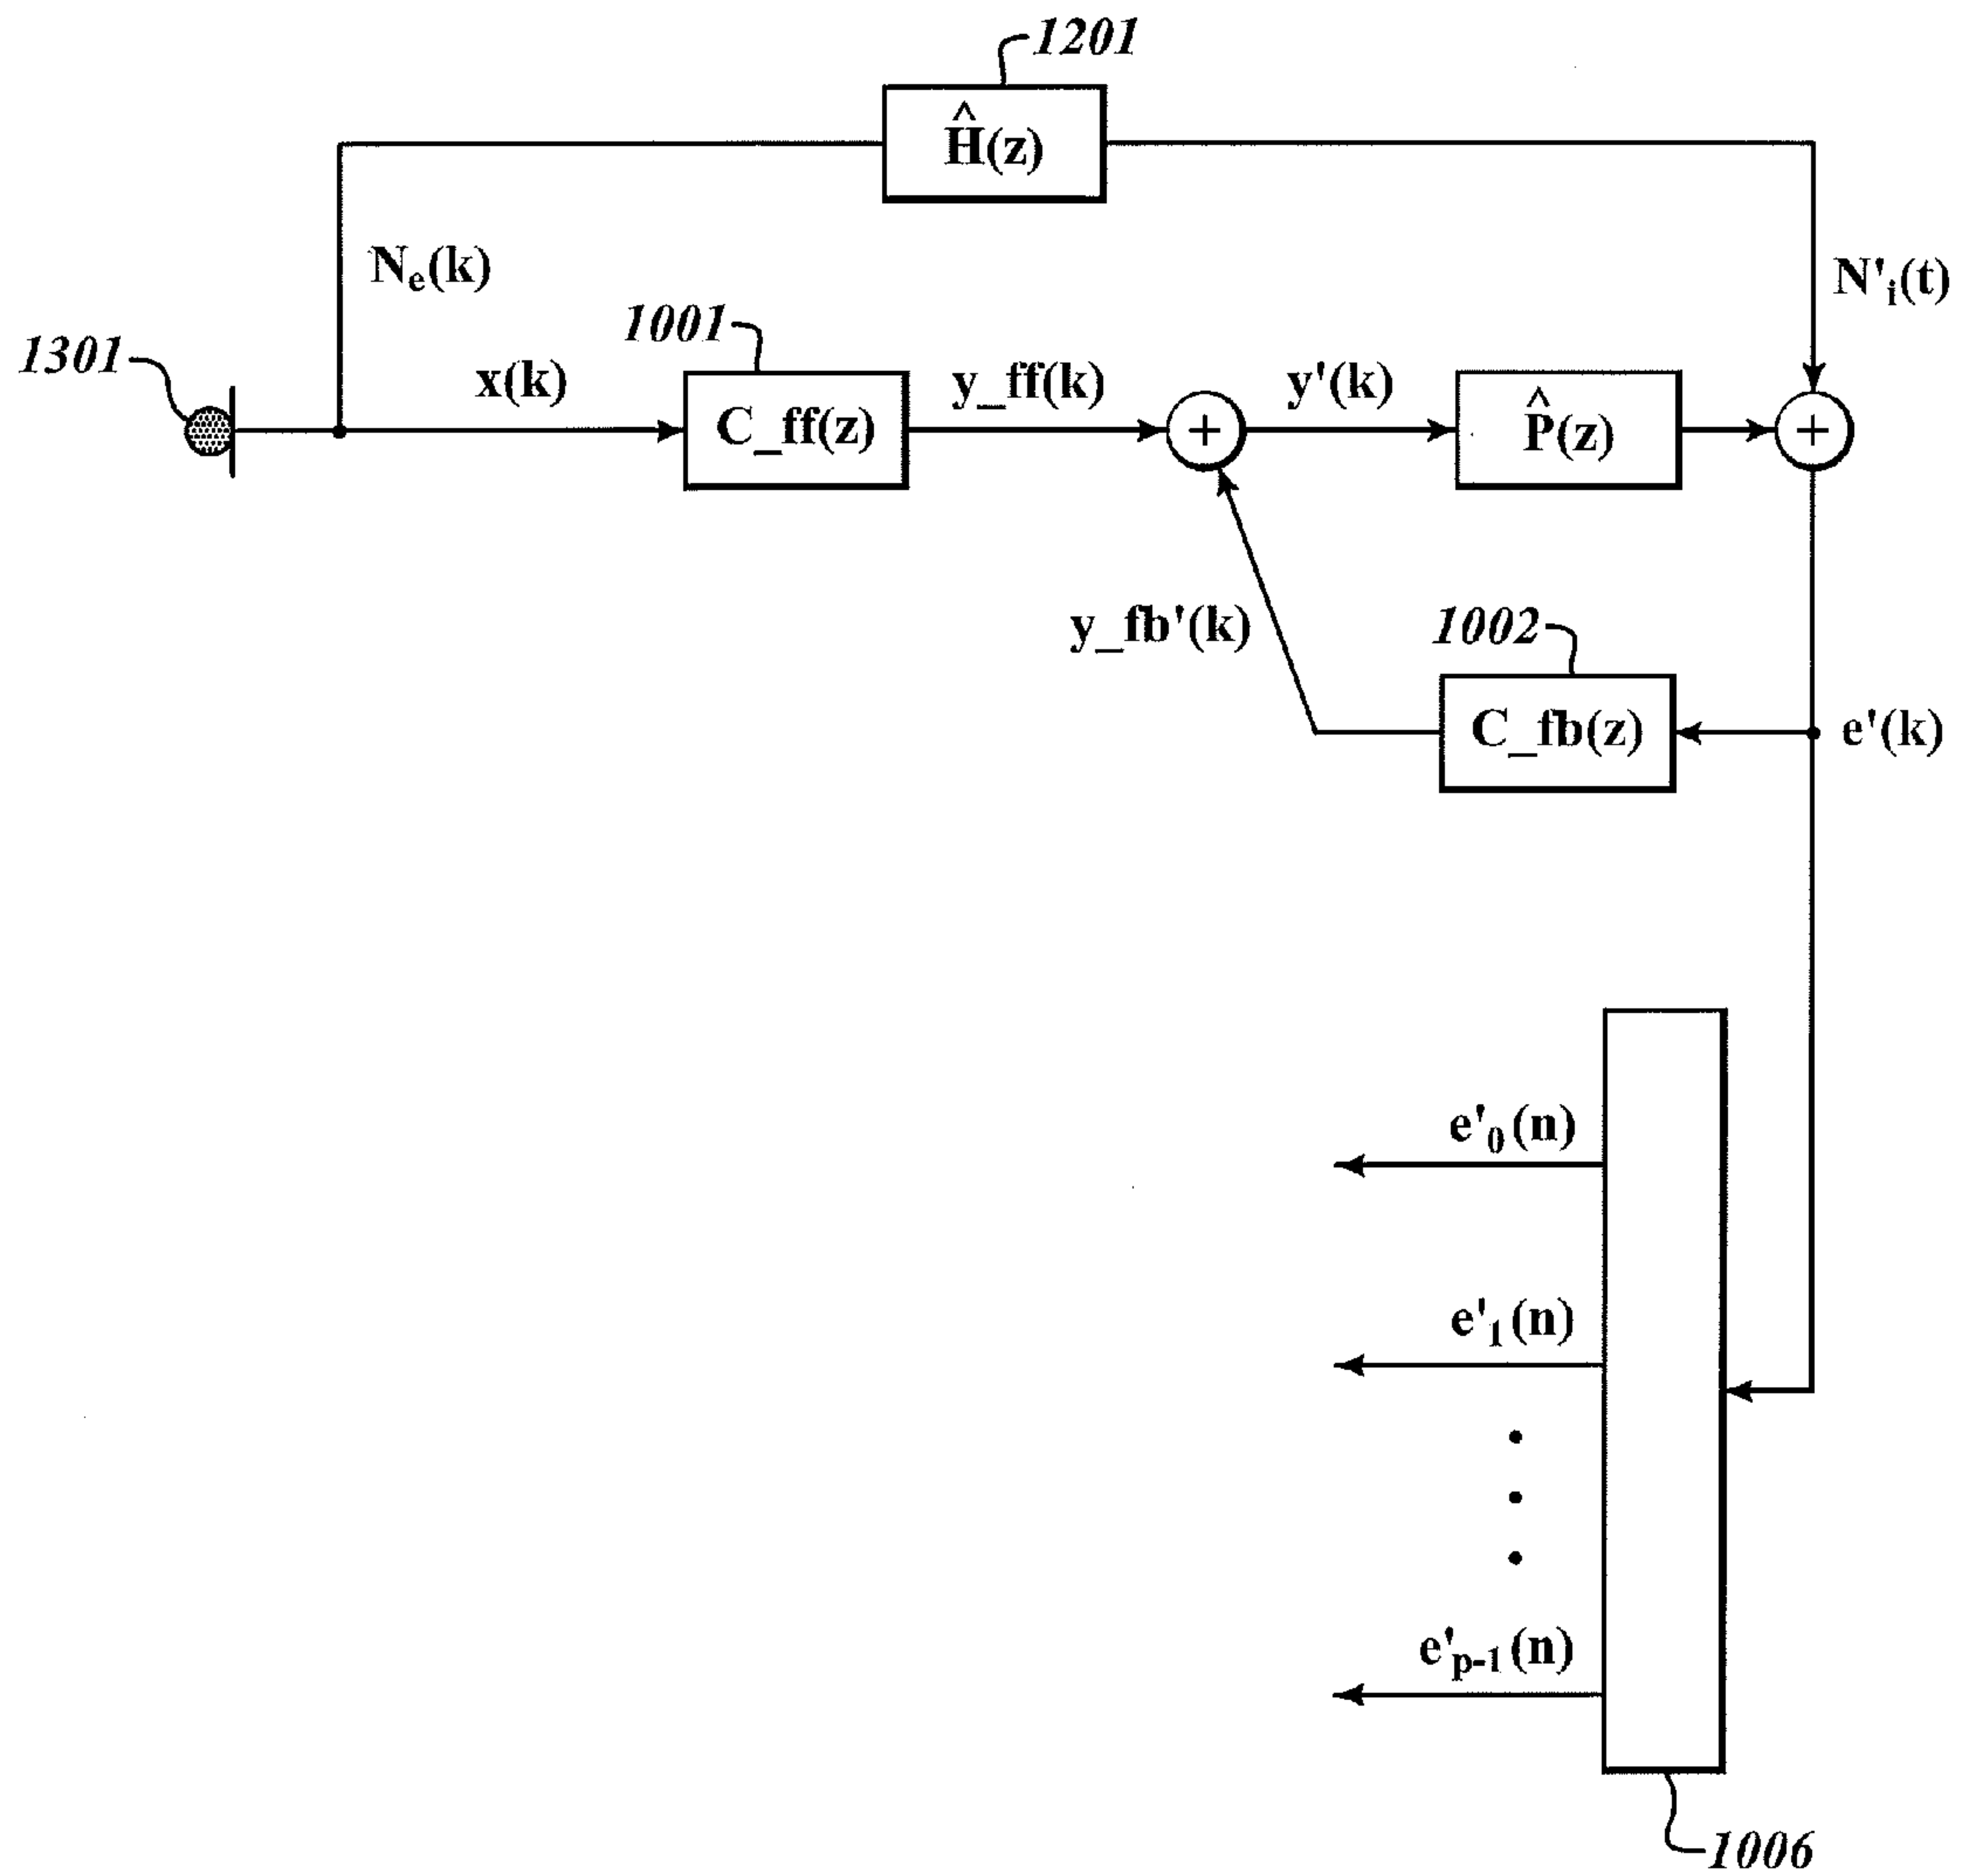 1201
Ĥ(z)
Nₑ(k)
N'ᵢ(t)
1301
1001
x(k)
C_ff(z)
y_ff(k)
+
y'(k)
P̂(z)
+
y_fb'(k)
1002
C_fb(z)
e'(k)
e'₀(n)
e'₁(n)
e'ₚ₋₁(n)
1006